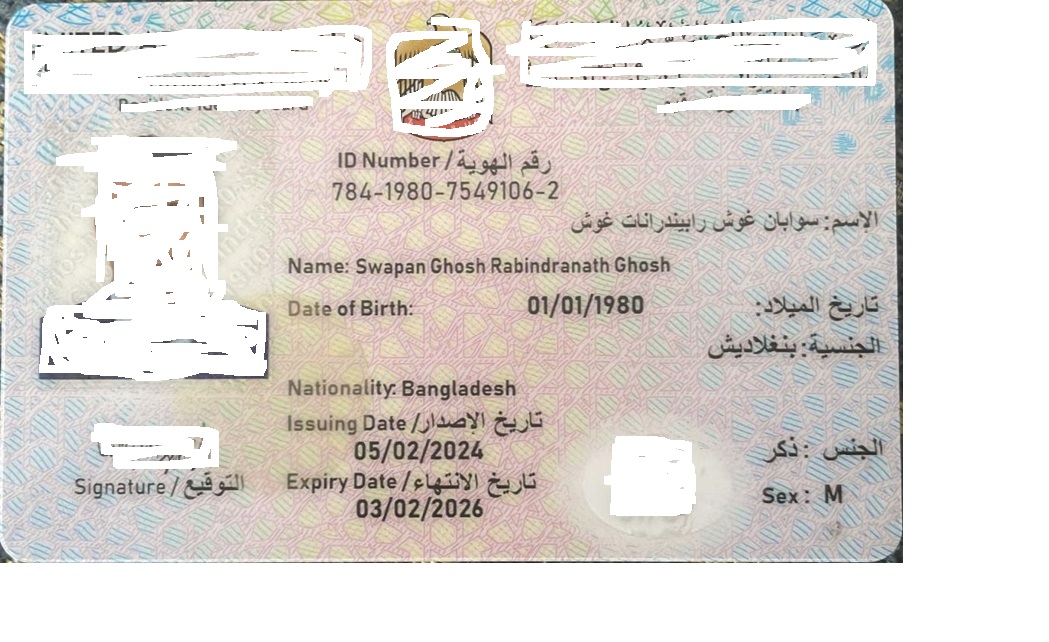 ID Number / رقم الهوية
784-1980-7549106-2
الاسم: سوابان غوش رابيندرانات غوش
Name: Swapan Ghosh Rabindranath Ghosh
Date of Birth: 01/01/1980 تاريخ الميلاد:
الجنسية: بنغلاديش
Nationality: Bangladesh
Issuing Date / تاريخ الإصدار
05/02/2024
الجنس : ذكر
Expiry Date / تاريخ الانتهاء
03/02/2026
Sex : M
Signature / التوقيع